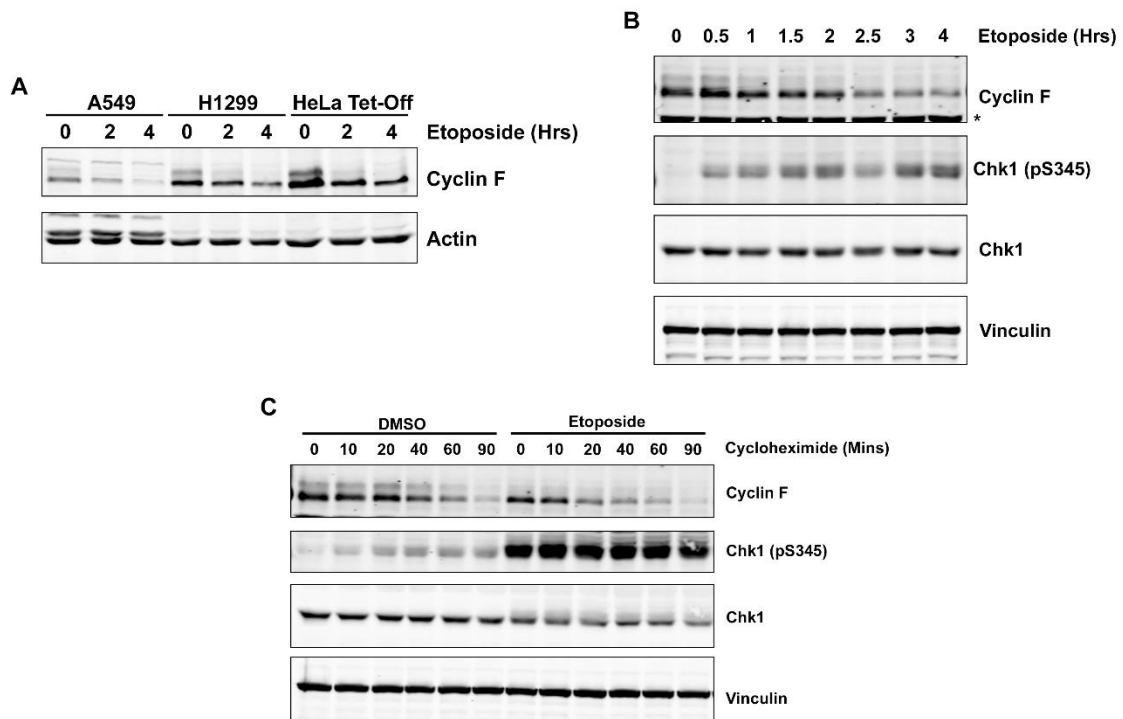 A
A549 H1299 HeLa Tet-Off
0 2 4 0 2 4 0 2 4 Etoposide (Hrs)
Cyclin F
Actin
B
0 0.5 1 1.5 2 2.5 3 4 Etoposide (Hrs)
Cyclin F
*
Chk1 (pS345)
Chk1
Vinculin
C
DMSO Etoposide
0 10 20 40 60 90 0 10 20 40 60 90 Cycloheximide (Mins)
Cyclin F
Chk1 (pS345)
Chk1
Vinculin